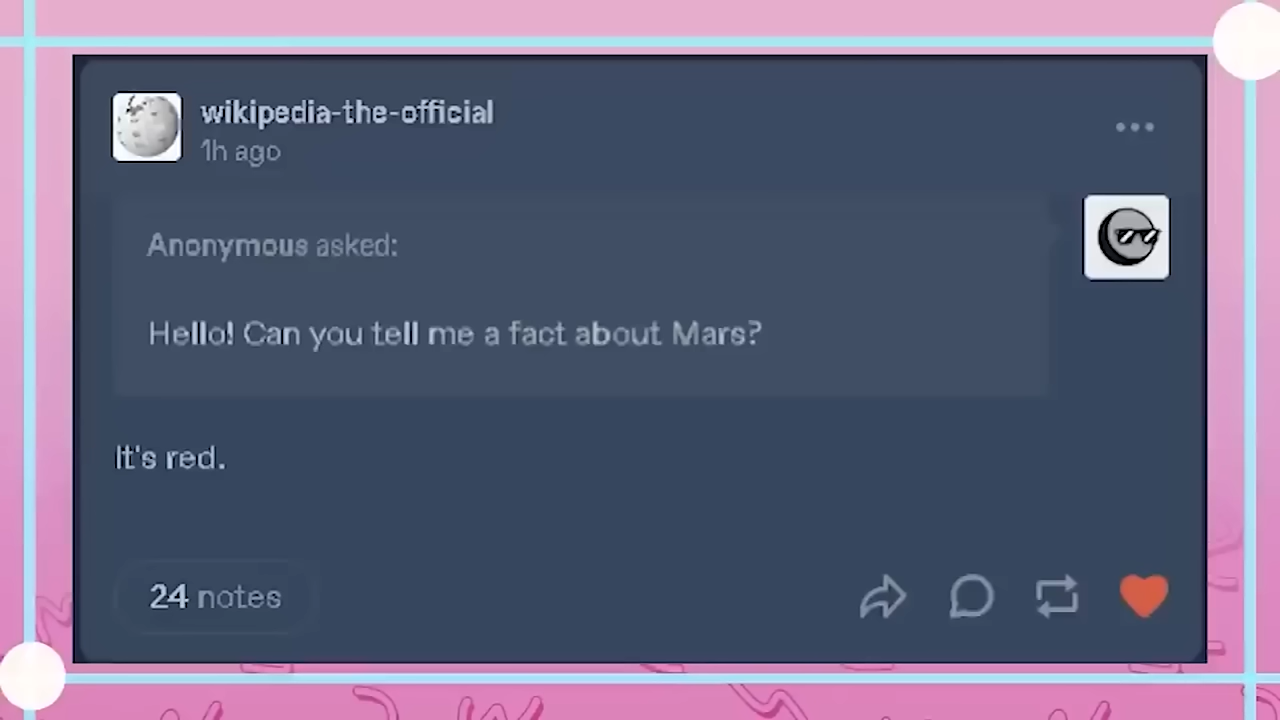 wikipedia-the-official
1h ago
Anonymous asked:
Hello! Can you tell me a fact about Mars?
It's red.
24 notes